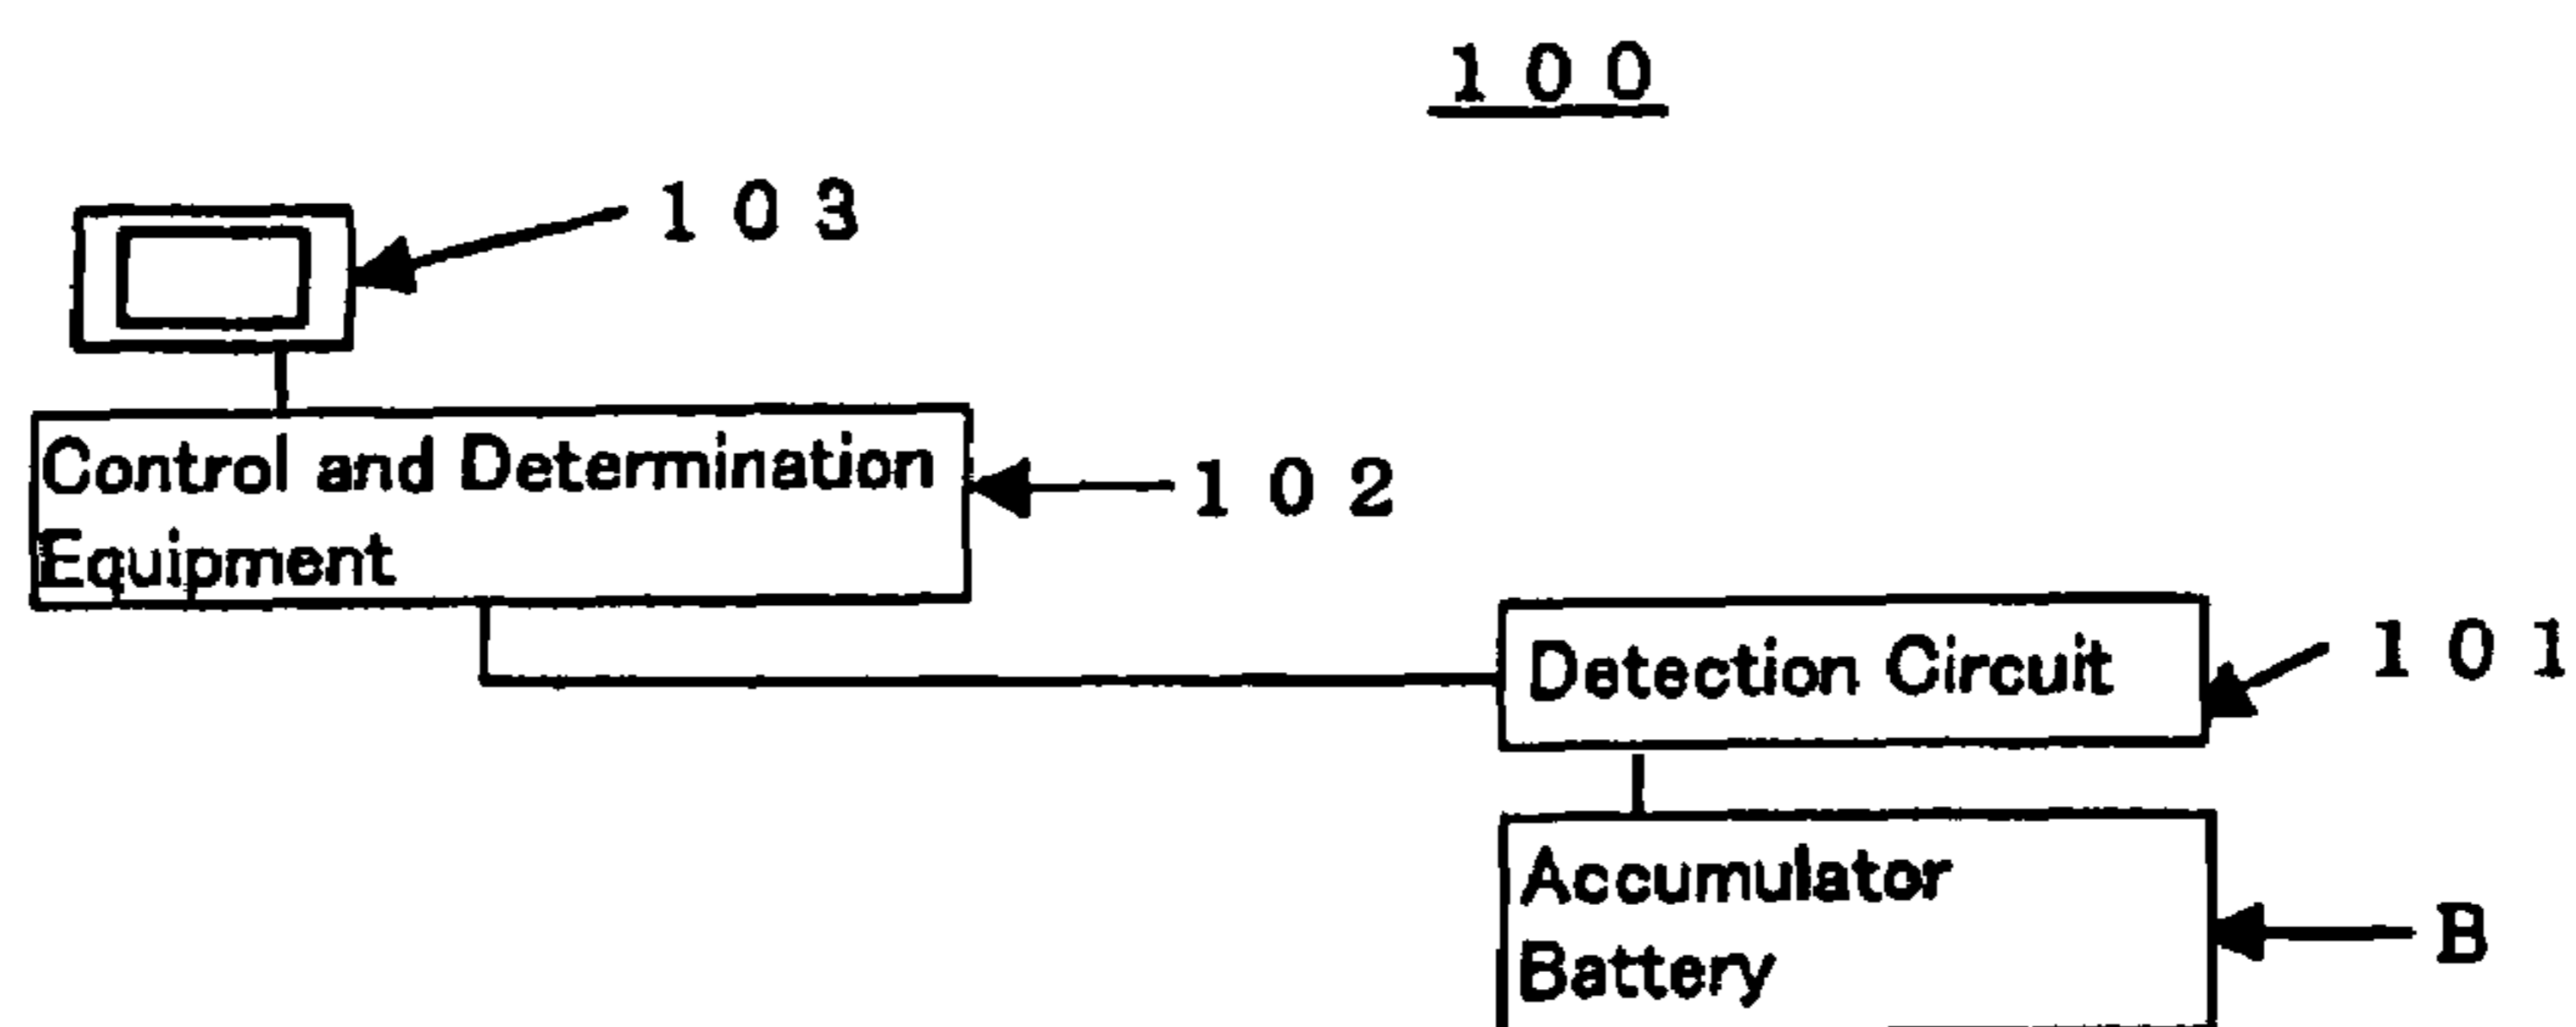 100
103
Control and Determination
Equipment
102
Detection Circuit
101
Accumulator
Battery
B